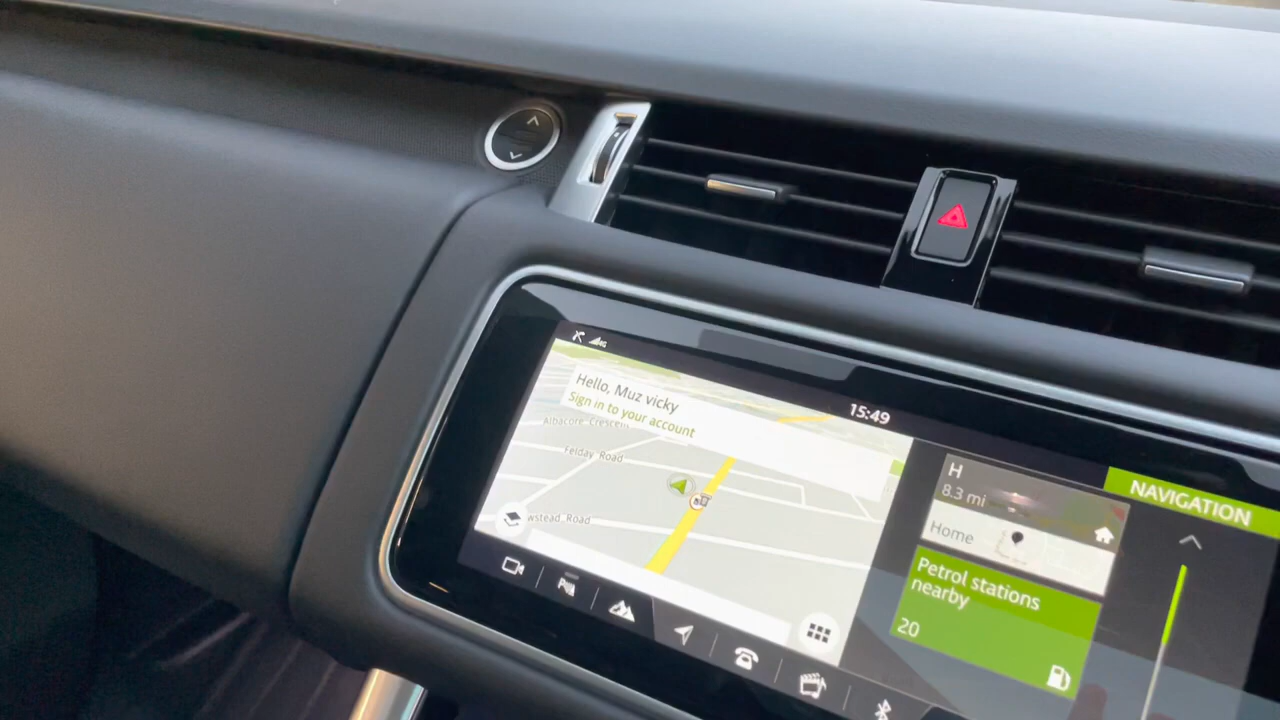 4G
15:49
Hello, Muz vicky
Sign in to your account
Albacore Crescent
Felday Road
wstead Road
H
8.3 mi
Home
NAVIGATION
Petrol stations
nearby
20